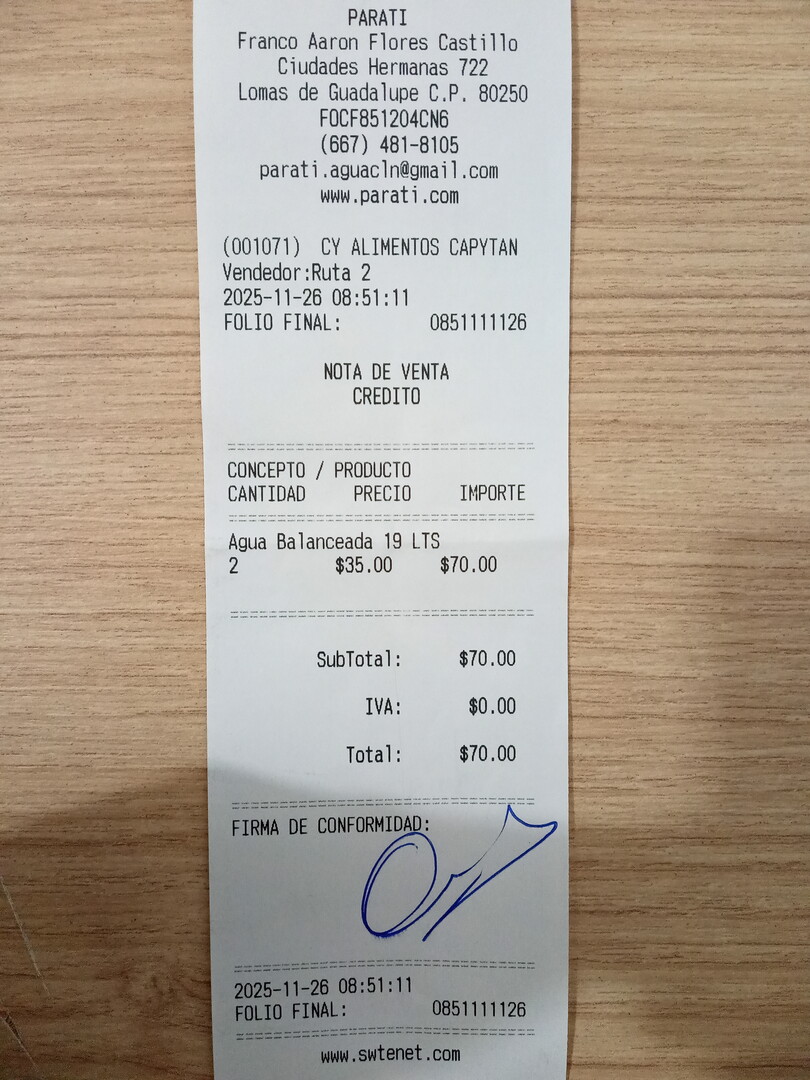 PARATI
Franco Aaron Flores Castillo
Ciudades Hermanas 722
Lomas de Guadalupe C.P. 80250
FOCF851204CN6
(667) 481-8105
parati.aguacln@gmail.com
www.parati.com
(001071) CY ALIMENTOS CAPYTAN
Vendedor:Ruta 2
2025-11-26 08:51:11
FOLIO FINAL: 0851111126
NOTA DE VENTA
CREDITO
CONCEPTO / PRODUCTO
CANTIDAD PRECIO IMPORTE
Agua Balanceada 19 LTS
2 $35.00 $70.00
SubTotal: $70.00
IVA: $0.00
Total: $70.00
FIRMA DE CONFORMIDAD:
2025-11-26 08:51:11
FOLIO FINAL: 0851111126
www.swtenet.com